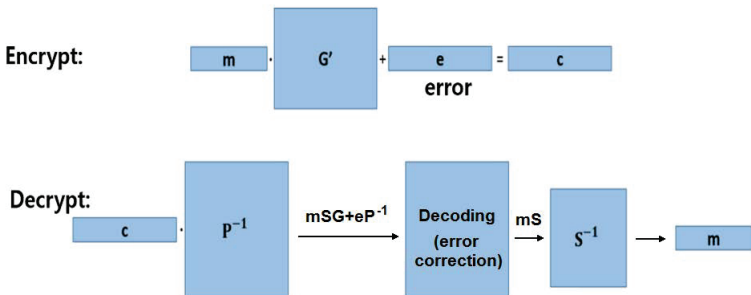 Encrypt:
m · G′ + e = c
error
Decrypt:
c · P⁻¹
mSG+eP⁻¹
Decoding
(error
correction)
mS
S⁻¹
m